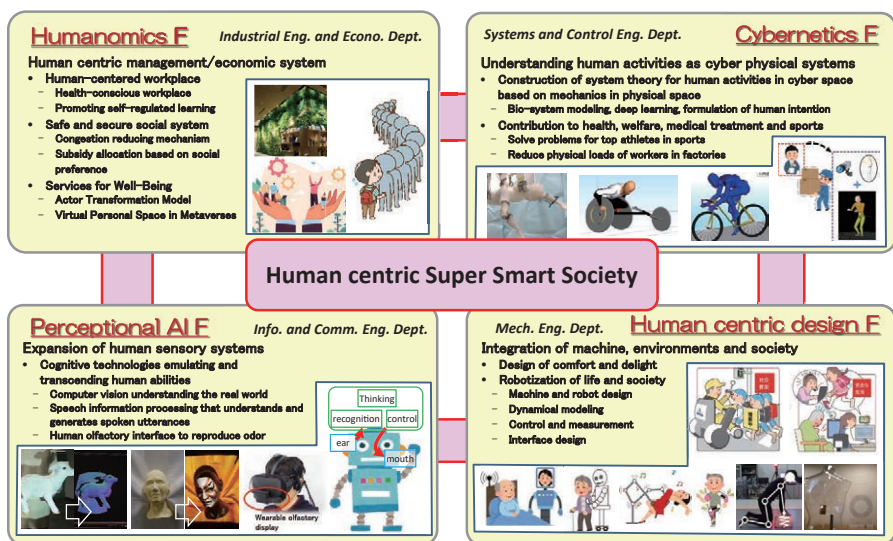 Humanomics F
Industrial Eng. and Econo. Dept.
Human centric management/economic system
• Human-centered workplace
– Health-conscious workplace
– Promoting self-regulated learning
• Safe and secure social system
– Congestion reducing mechanism
– Subsidy allocation based on social
preference
• Services for Well-Being
– Actor Transformation Model
– Virtual Personal Space in Metaverses
Systems and Control Eng. Dept.
Cybernetics F
Understanding human activities as cyber physical systems
• Construction of system theory for human activities in cyber space
based on mechanics in physical space
– Bio-system modeling, deep learning, formulation of human intention
• Contribution to health, welfare, medical treatment and sports
– Solve problems for top athletes in sports
– Reduce physical loads of workers in factories
+
Human centric Super Smart Society
Perceptional AI F
Info. and Comm. Eng. Dept.
Expansion of human sensory systems
• Cognitive technologies emulating and
transcending human abilities
– Computer vision understanding the real world
– Speech information processing that understands and
generates spoken utterances
– Human olfactory interface to reproduce odor
Thinking
recognition
control
ear
mouth
Wearable olfactory
display
Mech. Eng. Dept.
Human centric design F
Integration of machine, environments and society
• Design of comfort and delight
• Robotization of life and society
– Machine and robot design
– Dynamical modeling
– Control and measurement
– Interface design